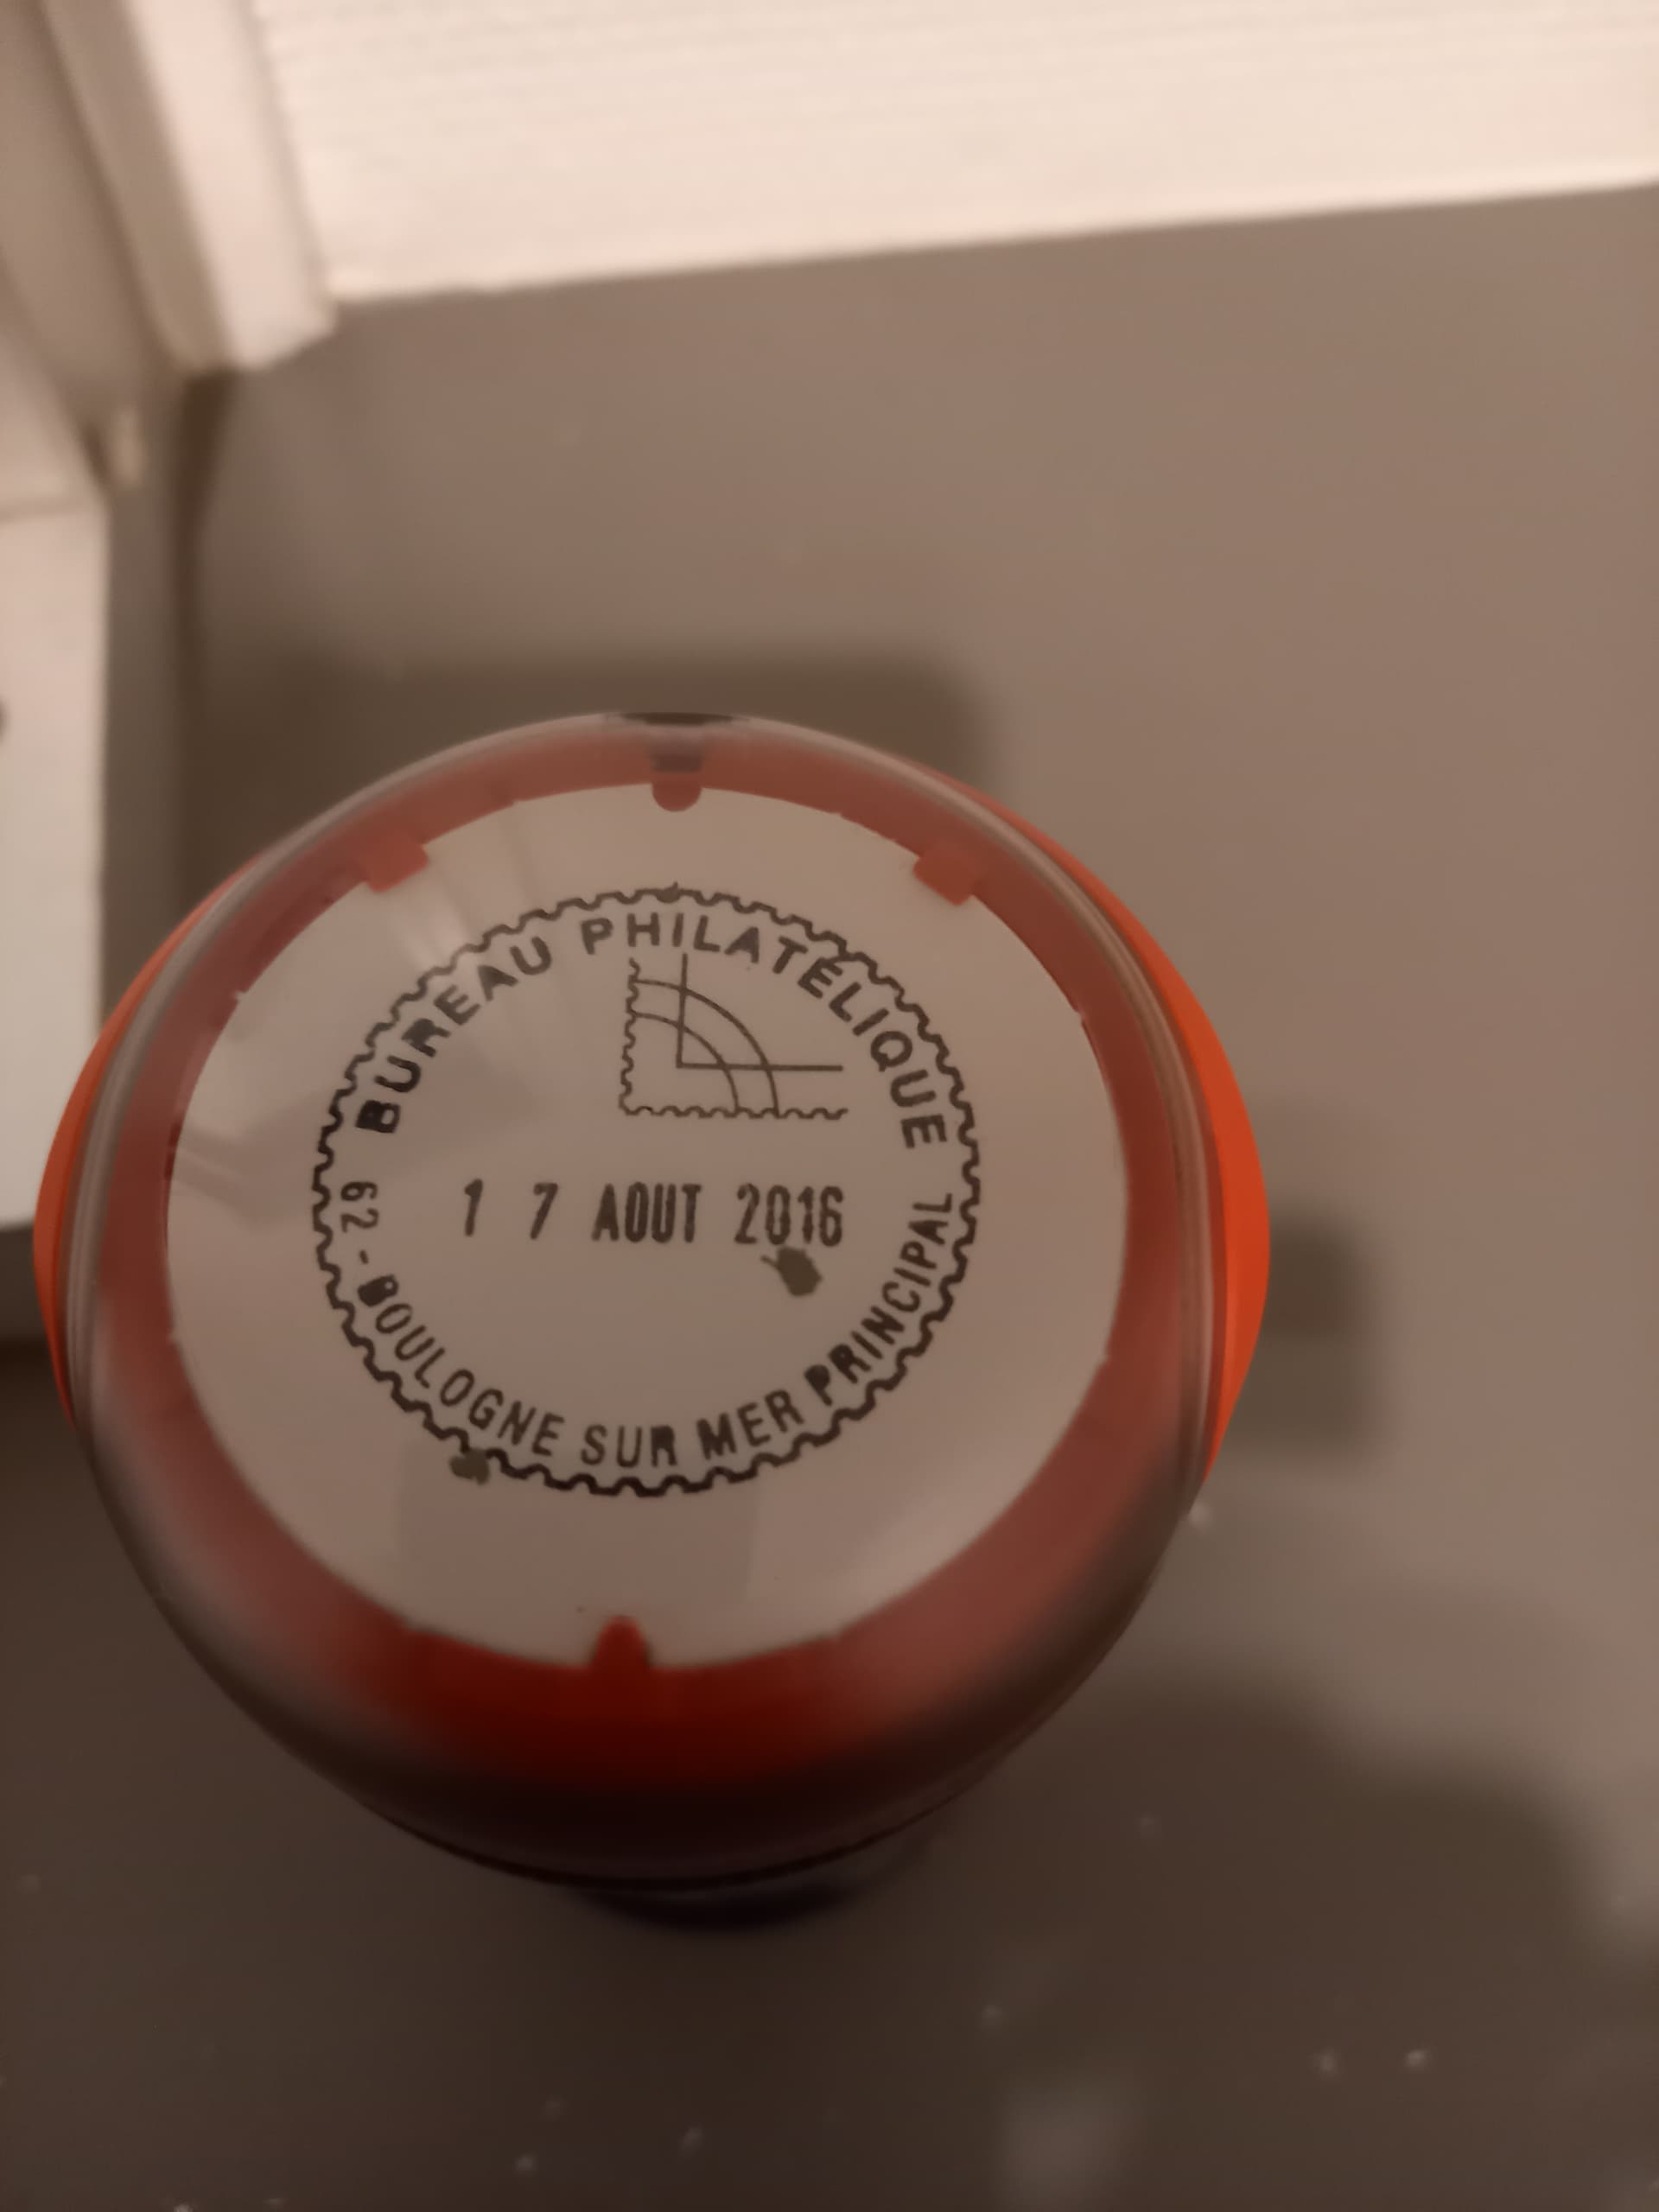 BUREAU PHILATÉLIQUE
1 7 AOUT 2016
62 - BOULOGNE SUR MER PRINCIPAL